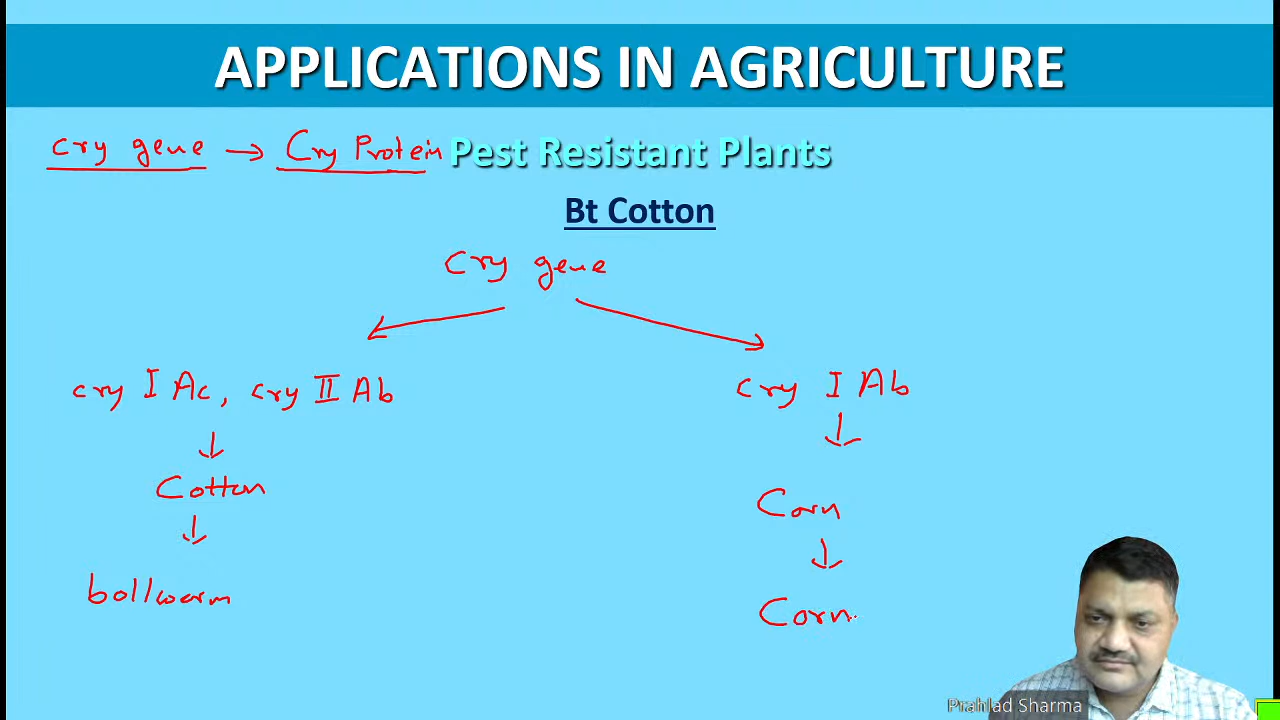 APPLICATIONS IN AGRICULTURE
cry gene → Cry Protein Pest Resistant Plants
Bt Cotton
Cry gene
cry I Ac, cry II Ab
cry I Ab
Cotton
Corn
bollworm
Corn
Prahlad Sharma